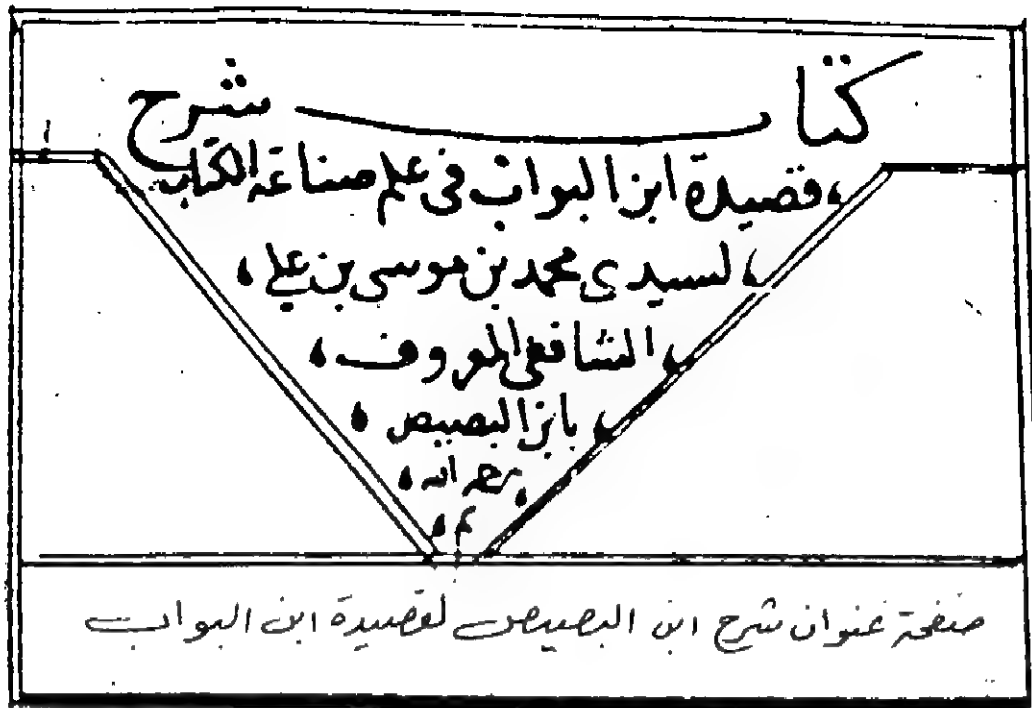 كتاب شرح
قصيدة ابن البواب في علم صناعة الكتاب
لسيدي محمد بن موسى بن علي
الشافعي المعروف
بابن البصيص
رحمه الله
م
صفحة عنوان شرح ابن البصيص لقصيدة ابن البواب